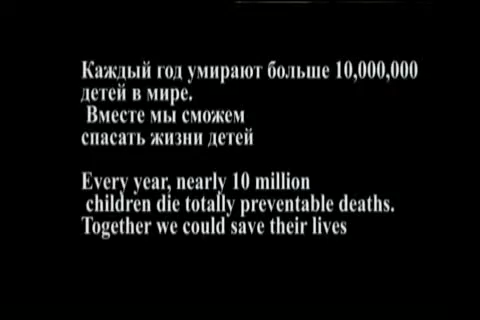 Каждый год умирают больше 10,000,000
детей в мире.
Вместе мы сможем
спасать жизни детей
Every year, nearly 10 million
children die totally preventable deaths.
Together we could save their lives